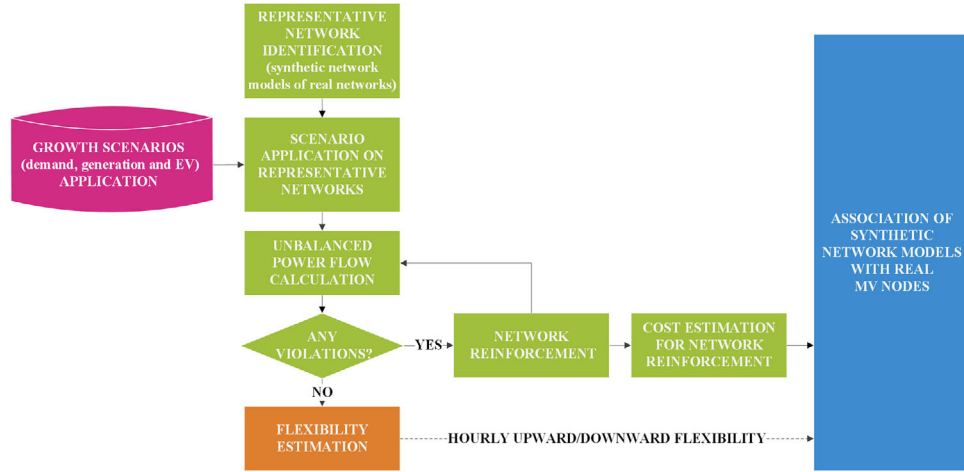 REPRESENTATIVE
NETWORK
IDENTIFICATION
(synthetic network
models of real networks)
GROWTH SCENARIOS
(demand, generation and EV)
APPLICATION
SCENARIO
APPLICATION ON
REPRESENTATIVE
NETWORKS
UNBALANCED
POWER FLOW
CALCULATION
ANY
VIOLATIONS?
YES
NETWORK
REINFORCEMENT
COST ESTIMATION
FOR NETWORK
REINFORCEMENT
NO
FLEXIBILITY
ESTIMATION
HOURLY UPWARD/DOWNWARD FLEXIBILITY
ASSOCIATION OF
SYNTHETIC
NETWORK MODELS
WITH REAL
MV NODES